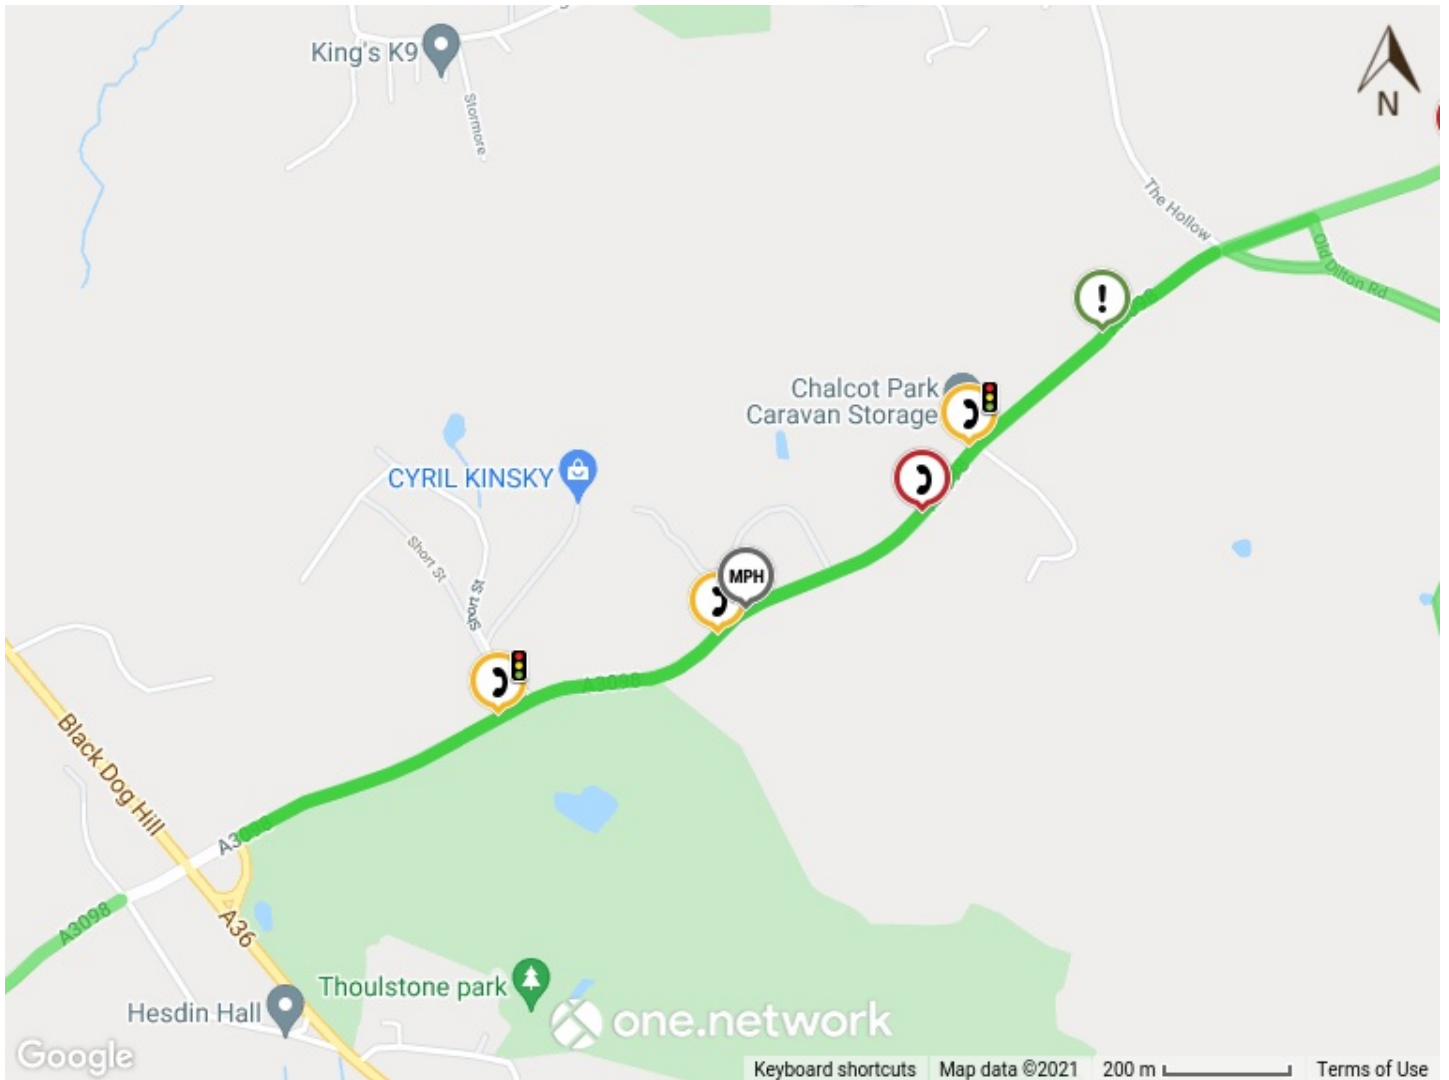 King's K9
Stormore
N
The Hollow
Old Dilton Rd
Chalcot Park
Caravan Storage
CYRIL KINSKY
Short St
Short St
MPH
A3098
Black Dog Hill
A3098
A3098
A36
Thoulstone park
Hesdin Hall
one.network
Google
Keyboard shortcuts
Map data ©2021
200 m
Terms of Use